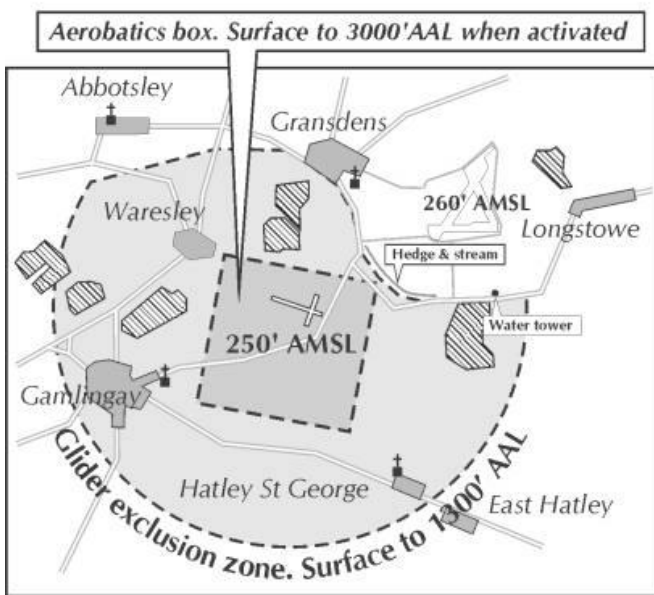 Aerobatics box. Surface to 3000'AAL when activated
Abbotsley
Gransdens
Waresley
260' AMSL
Longstowe
Hedge & stream
Water tower
250' AMSL
Gamlingay
Hatley St George
East Hatley
Glider exclusion zone. Surface to 1300' AAL